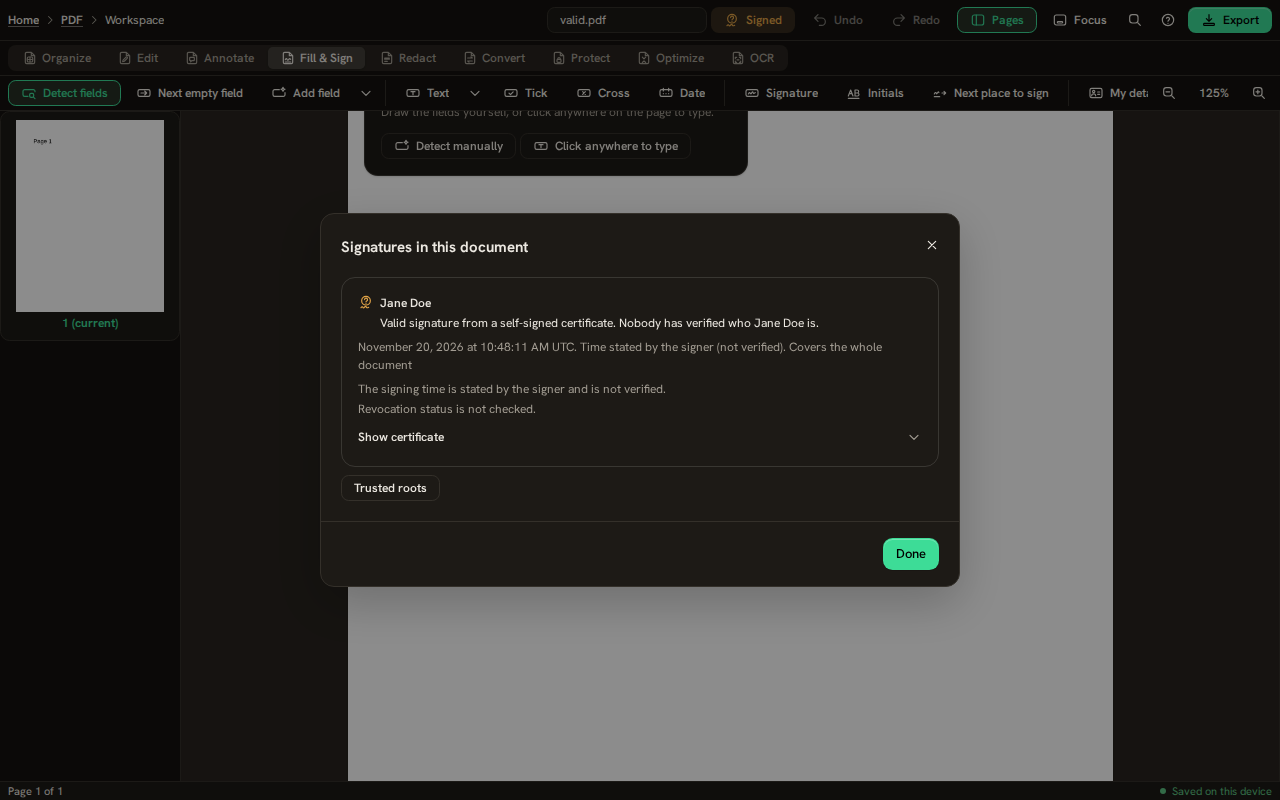 Home
PDF
Workspace
valid.pdf
Signed
Undo
Redo
Pages
Focus
Export
Organize
Edit
Annotate
Fill & Sign
Redact
Convert
Protect
Optimize
OCR
Detect fields
Next empty field
Add field
Text
Tick
Cross
Date
Signature
AB Initials
Next place to sign
My det
125%
Page 1
1 (current)
Draw the fields yourself, or click anywhere on the page to type.
Detect manually
Click anywhere to type
Signatures in this document
Jane Doe
Valid signature from a self-signed certificate. Nobody has verified who Jane Doe is.
November 20, 2026 at 10:48:11 AM UTC. Time stated by the signer (not verified). Covers the whole
document
The signing time is stated by the signer and is not verified.
Revocation status is not checked.
Show certificate
Trusted roots
Done
Page 1 of 1
Saved on this device